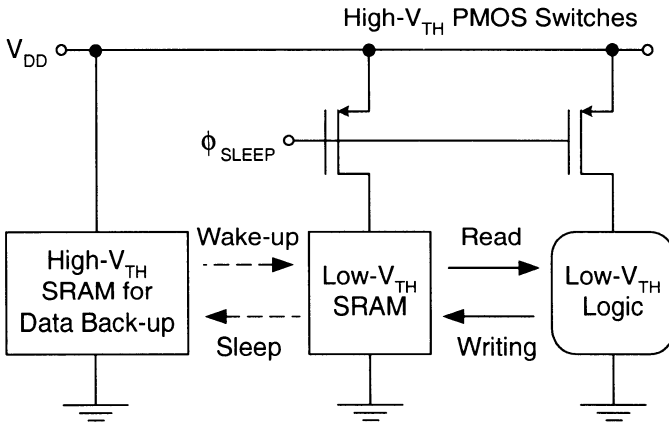 High-VTH PMOS Switches
VDD
ϕSLEEP
Wake-up
Read
High-VTH
SRAM for
Data Back-up
Low-VTH
SRAM
Low-VTH
Logic
Sleep
Writing